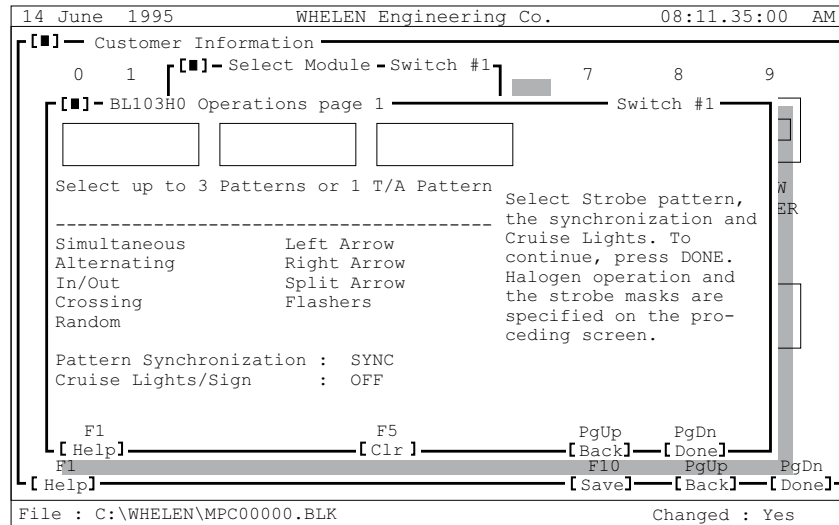 14 June 1995 WHELEN Engineering Co. 08:11.35:00 AM
[■] Customer Information
0 1 [■] Select Module - Switch #1 7 8 9
[■] BL103H0 Operations page 1 Switch #1
Select up to 3 Patterns or 1 T/A Pattern
----------------------------------------
Simultaneous Left Arrow
Alternating Right Arrow
In/Out Split Arrow
Crossing Flashers
Random
Pattern Synchronization : SYNC
Cruise Lights/Sign : OFF
Select Strobe pattern,
the synchronization and
Cruise Lights. To
continue, press DONE.
Halogen operation and
the strobe masks are
specified on the pro-
ceding screen.
W
ER
F1 F5 PgUp PgDn
[Help] [Clr ] [Back] [Done]
F1 F10 PgUp PgDn
[Help] [Save] [Back] [Done]
File : C:\WHELEN\MPC00000.BLK Changed : Yes